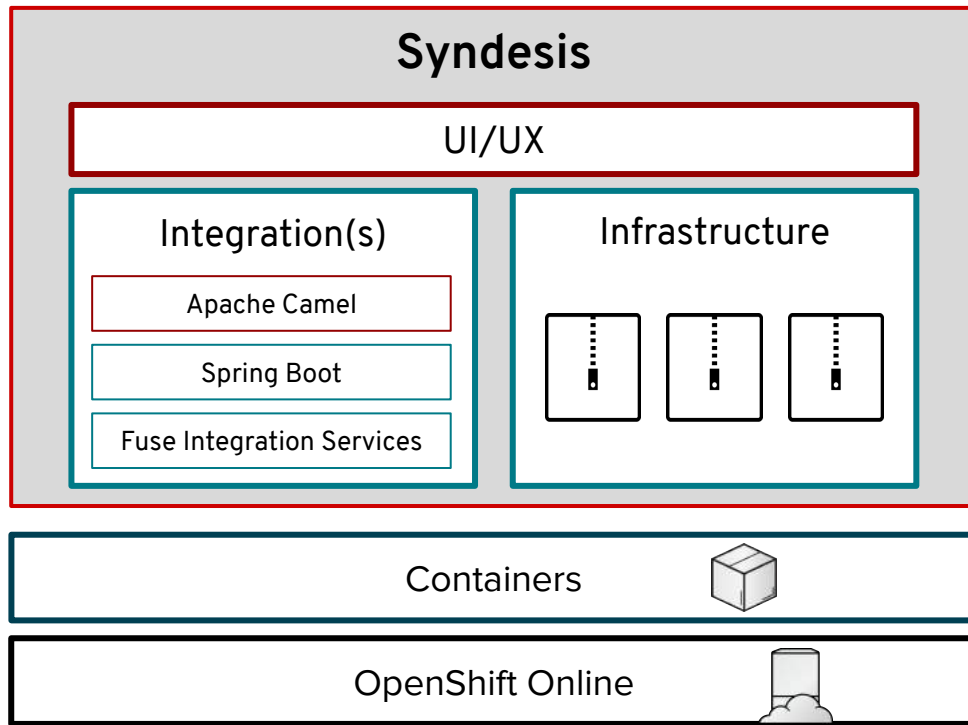 Syndesis
UI/UX
Integration(s)
Apache Camel
Spring Boot
Fuse Integration Services
Infrastructure
Containers
OpenShift Online